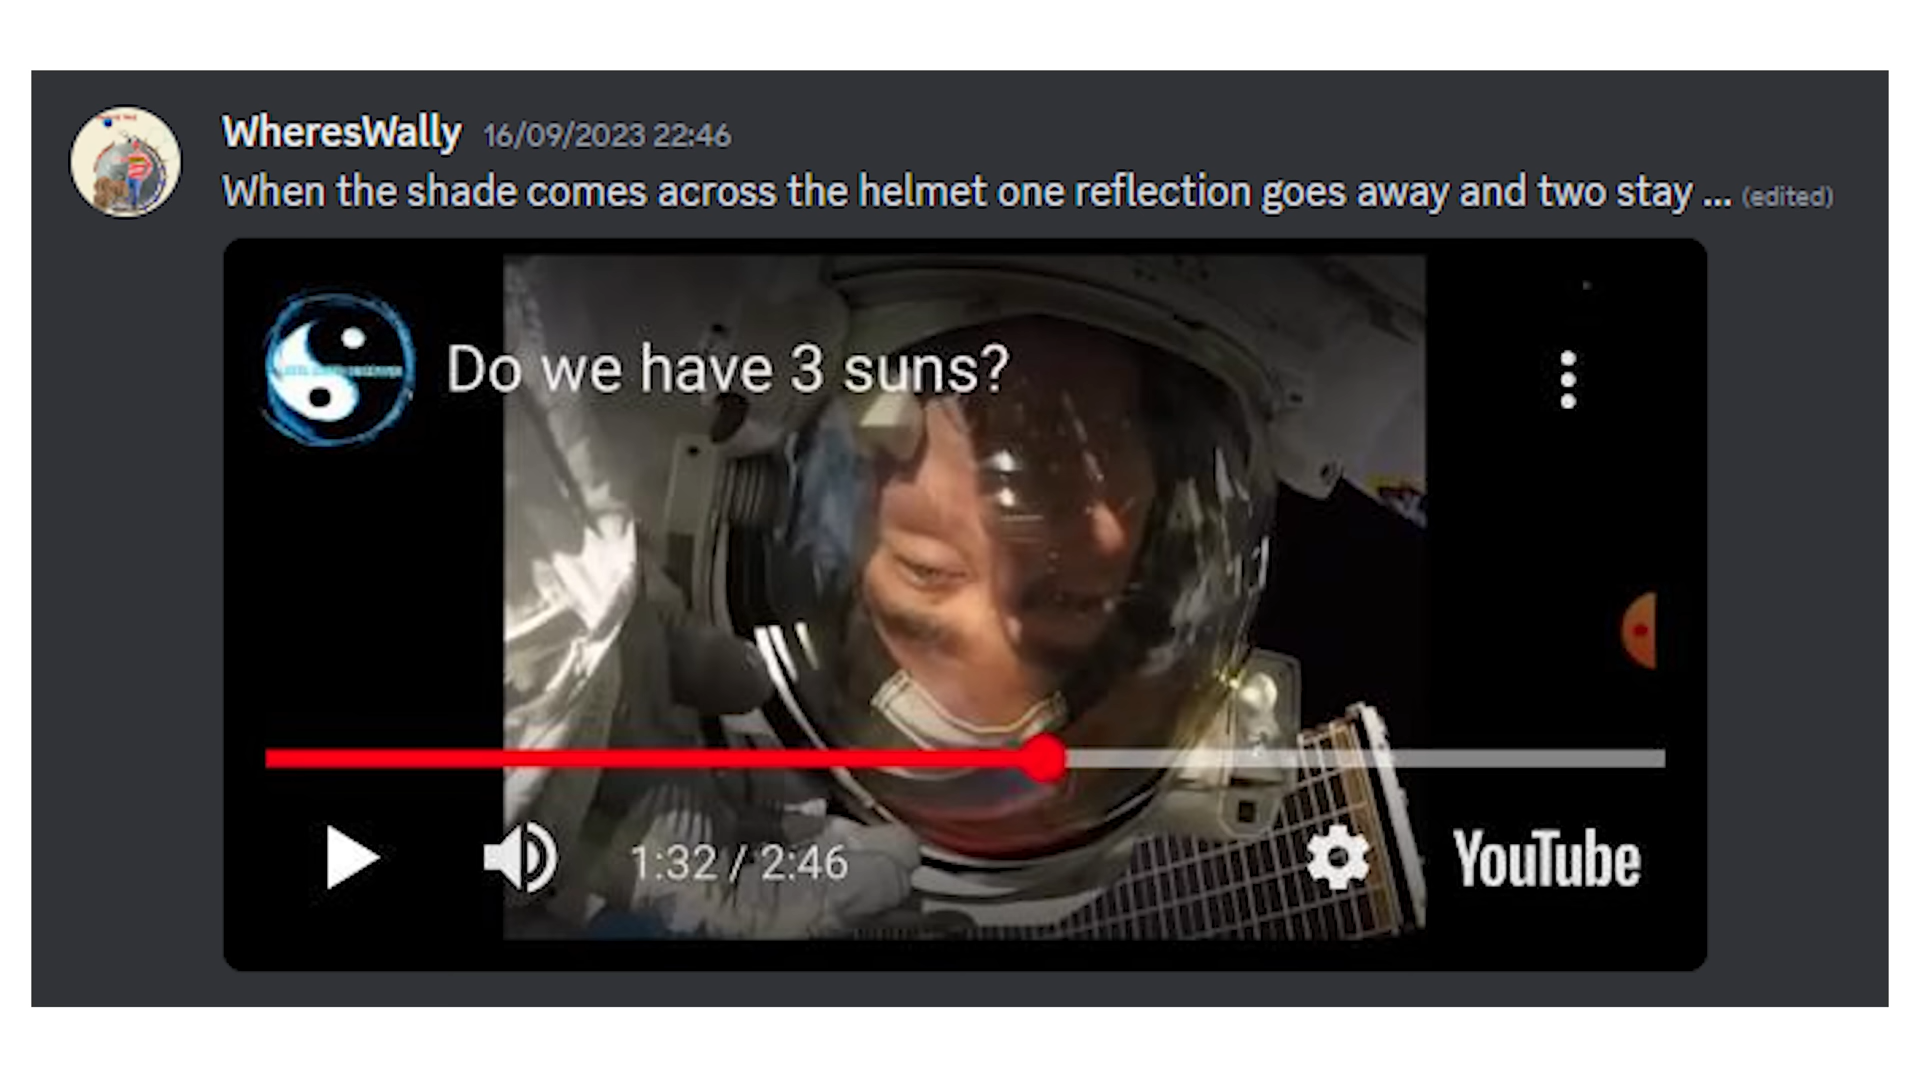 WheresWally 16/09/2023 22:46
When the shade comes across the helmet one reflection goes away and two stay ... (edited)
Do we have 3 suns?
1:32 / 2:46
YouTube